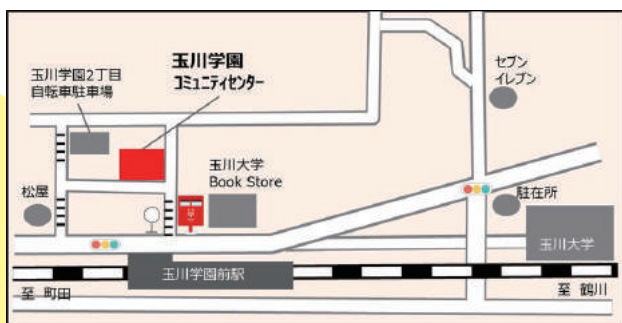 玉川学園
コミュニティセンター
玉川学園2丁目
自転車駐車場
セブン
イレブン
玉川大学
Book Store
松屋
駐在所
玉川大学
玉川学園前駅
至 町田
至 鶴川